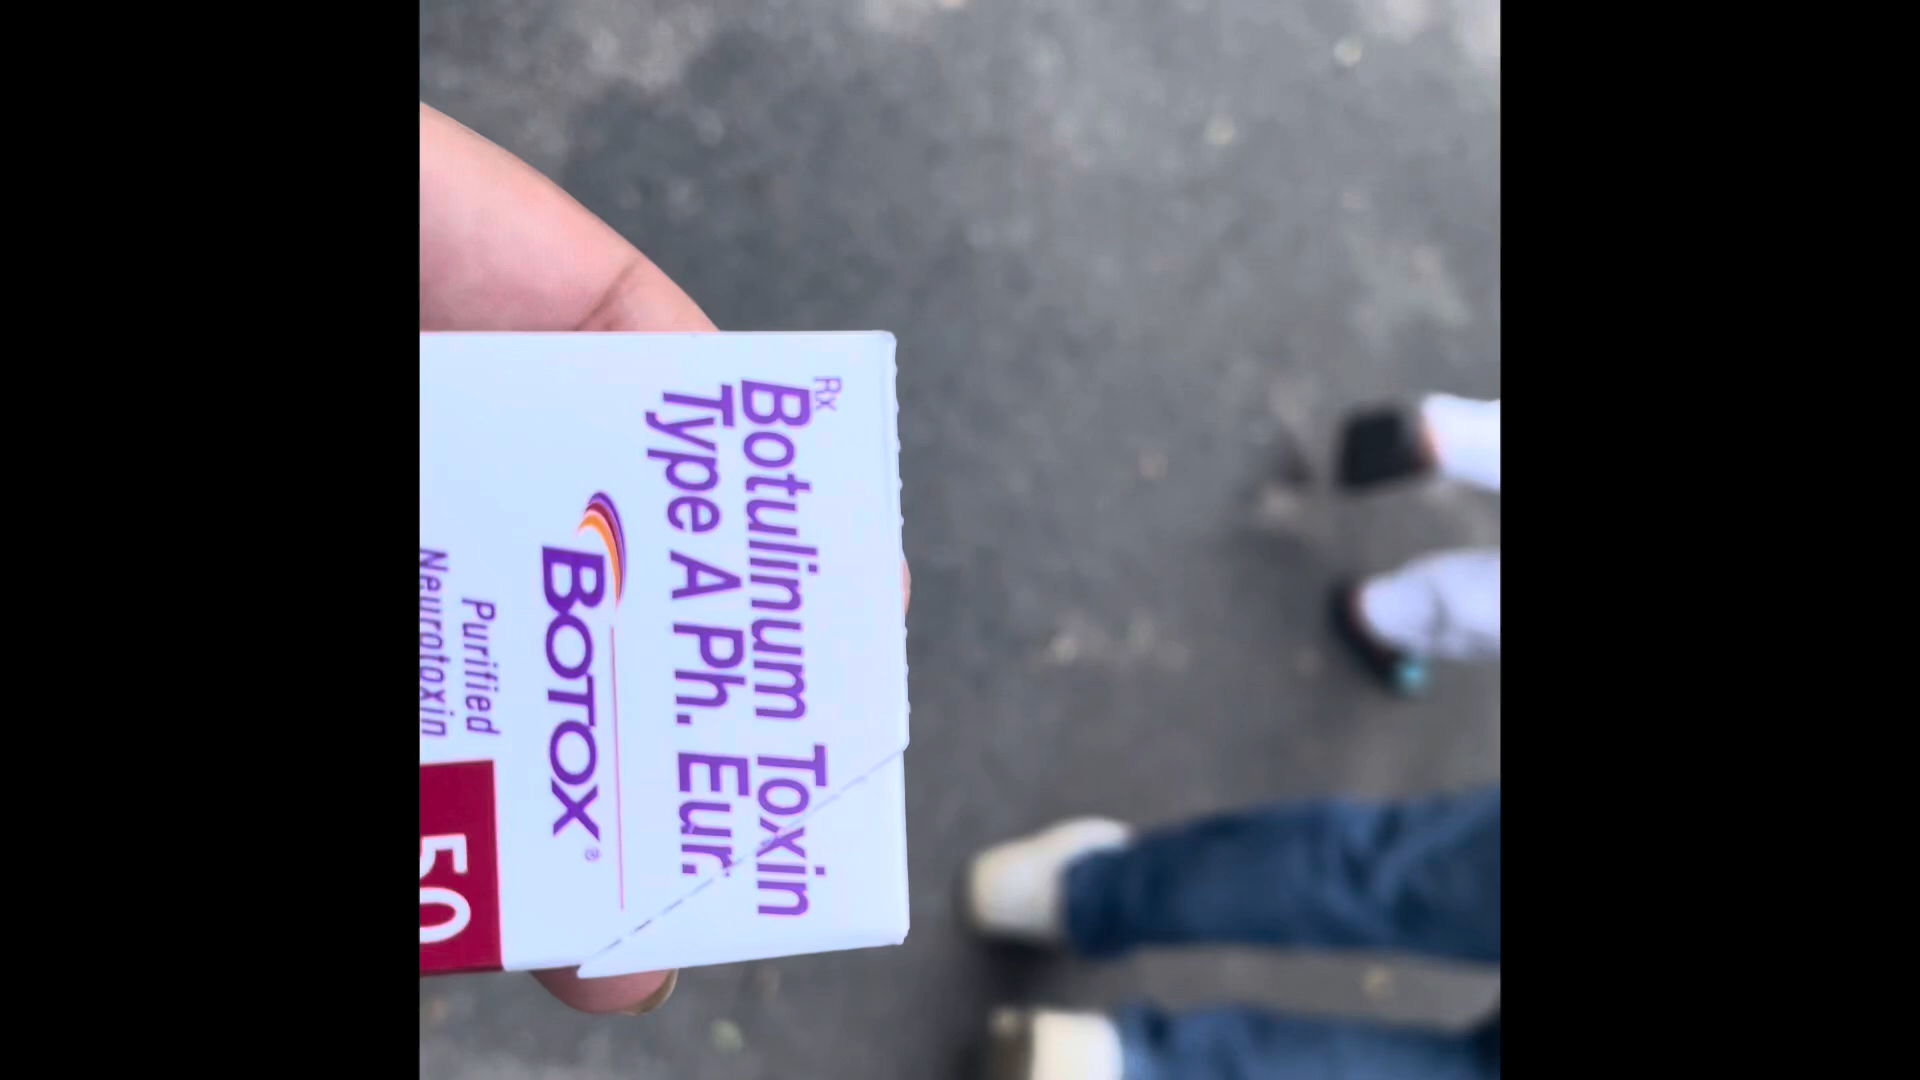 Rx
Botulinum Toxin
Type A Ph. Eur.
BOTOX®
Purified
Neurotoxin
50